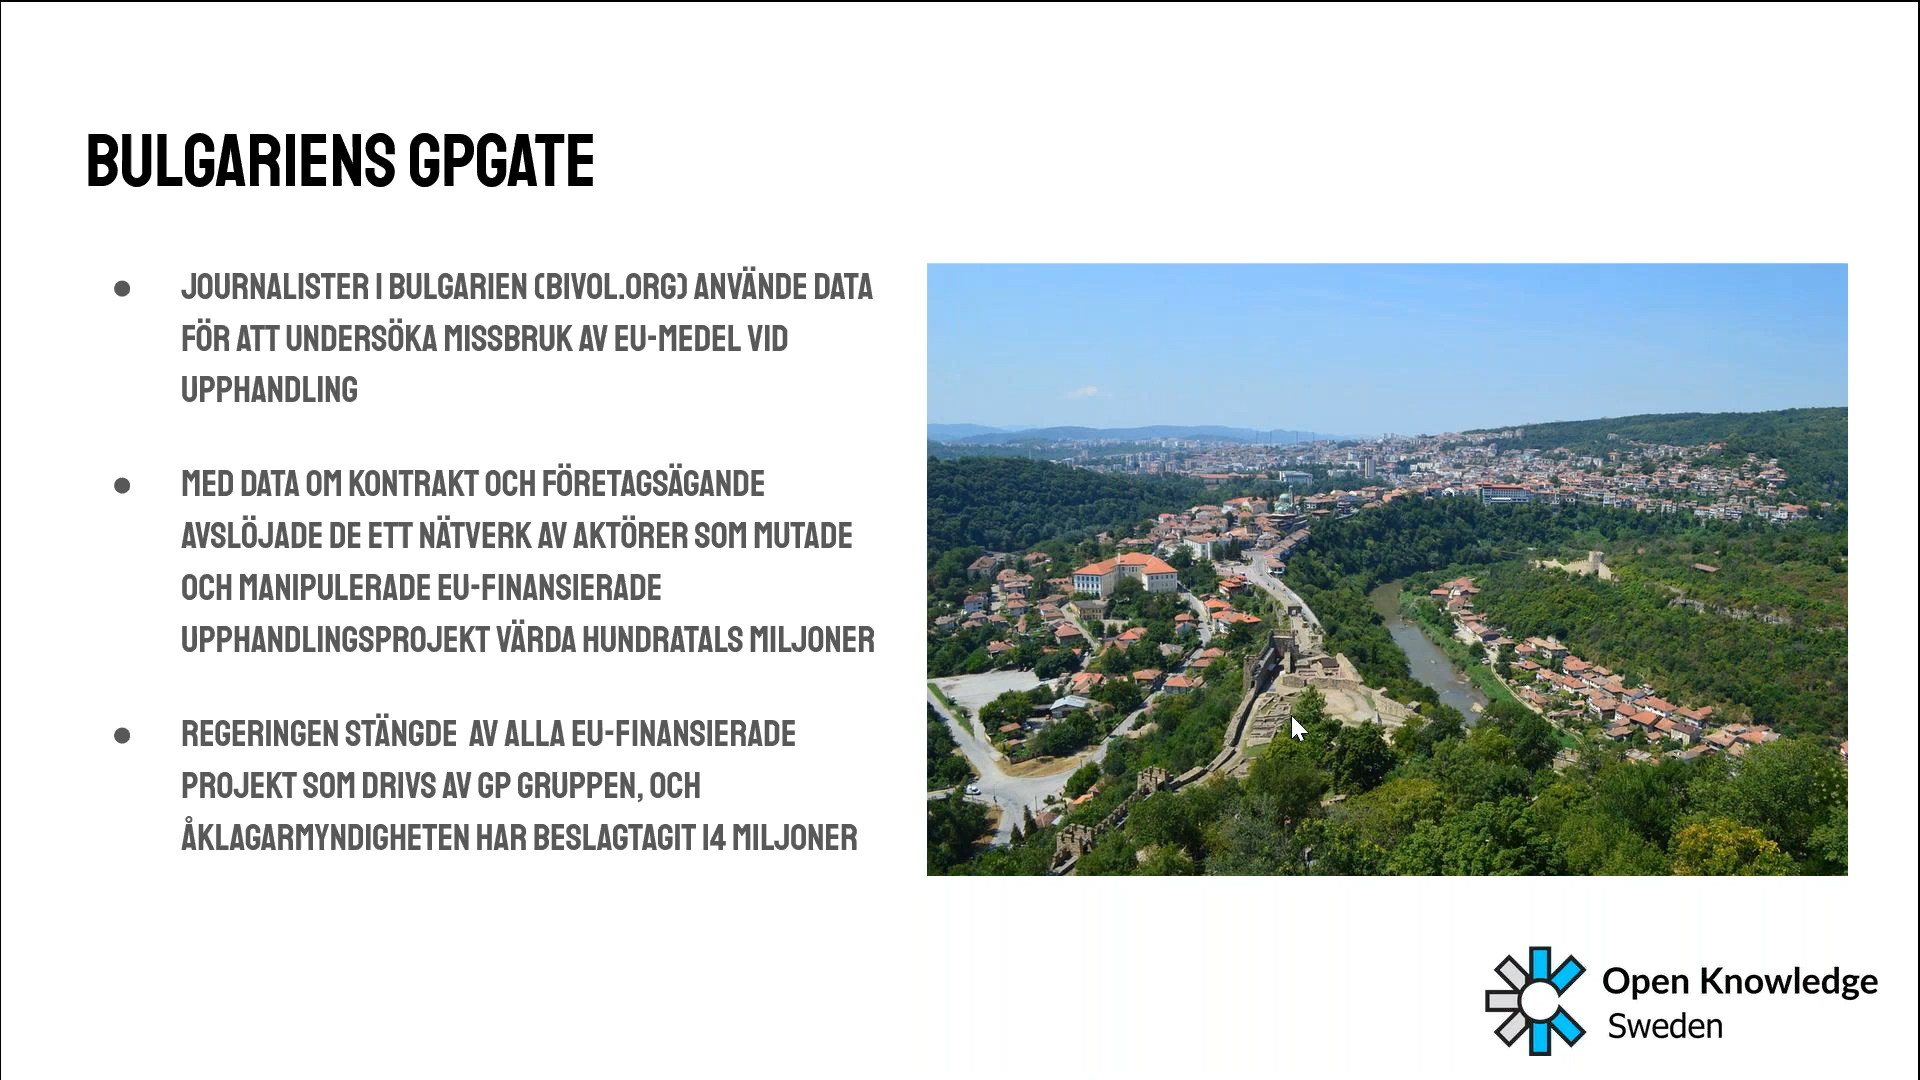 BULGARIENS GPGATE
● JOURNALISTER I BULGARIEN (BIVOL.ORG) ANVÄNDE DATA
FÖR ATT UNDERSÖKA MISSBRUK AV EU-MEDEL VID
UPPHANDLING
● MED DATA OM KONTRAKT OCH FÖRETAGSÄGANDE
AVSLÖJADE DE ETT NÄTVERK AV AKTÖRER SOM MUTADE
OCH MANIPULERADE EU-FINANSIERADE
UPPHANDLINGSPROJEKT VÄRDA HUNDRATALS MILJONER
● REGERINGEN STÄNGDE AV ALLA EU-FINANSIERADE
PROJEKT SOM DRIVS AV GP GRUPPEN, OCH
ÅKLAGARMYNDIGHETEN HAR BESLAGTAGIT 14 MILJONER
Open Knowledge
Sweden